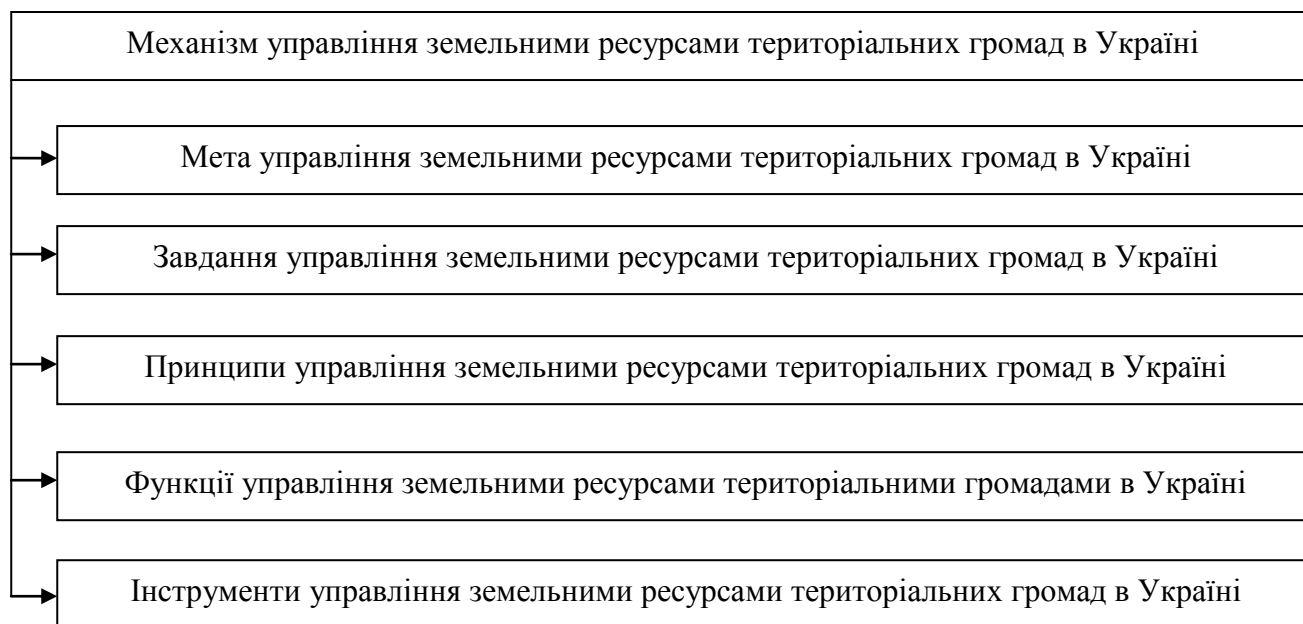 Механізм управління земельними ресурсами територіальних громад в Україні
Мета управління земельними ресурсами територіальних громад в Україні
Завдання управління земельними ресурсами територіальних громад в Україні
Принципи управління земельними ресурсами територіальних громад в Україні
Функції управління земельними ресурсами територіальними громадами в Україні
Інструменти управління земельними ресурсами територіальних громад в Україні